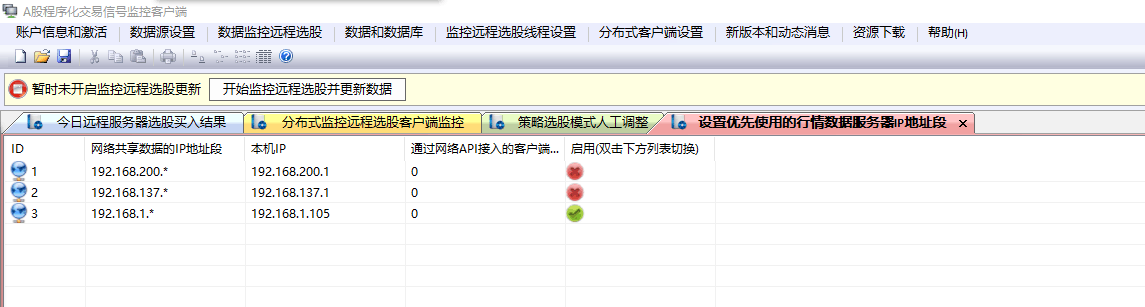 A股程序化交易信号监控客户端
账户信息和激活 数据源设置 数据监控远程选股 数据和数据库 监控远程选股线程设置 分布式客户端设置 新版本和动态消息 资源下载 帮助(H)
暂时未开启监控远程选股更新 开始监控远程选股并更新数据
今日远程服务器选股买入结果 分布式监控远程选股客户端监控 策略选股模式人工调整 设置优先使用的行情数据服务器IP地址段 ×
ID 网络共享数据的IP地址段 本机IP 通过网络API接入的客户端... 启用(双击下方列表切换)
1 192.168.200.* 192.168.200.1 0
2 192.168.137.* 192.168.137.1 0
3 192.168.1.* 192.168.1.105 0